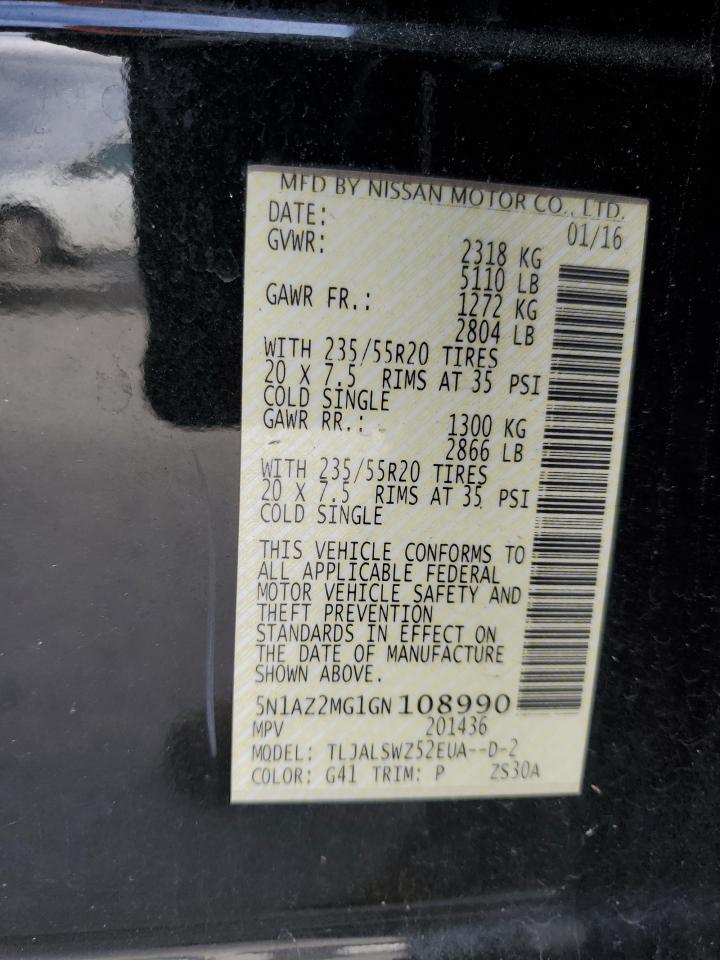 MFD BY NISSAN MOTOR CO., LTD.
DATE: 01/16
GVWR: 2318 KG
5110 LB
GAWR FR.: 1272 KG
2804 LB
WITH 235/55R20 TIRES
20 X 7.5 RIMS AT 35 PSI
COLD SINGLE
GAWR RR.: 1300 KG
2866 LB
WITH 235/55R20 TIRES
20 X 7.5 RIMS AT 35 PSI
COLD SINGLE
THIS VEHICLE CONFORMS TO
ALL APPLICABLE FEDERAL
MOTOR VEHICLE SAFETY AND
THEFT PREVENTION
STANDARDS IN EFFECT ON
THE DATE OF MANUFACTURE
SHOWN ABOVE.
5N1AZ2MG1GN108990
MPV 201436
MODEL: TLJALSWZ52EUA--D-2
COLOR: G41 TRIM: P ZS30A